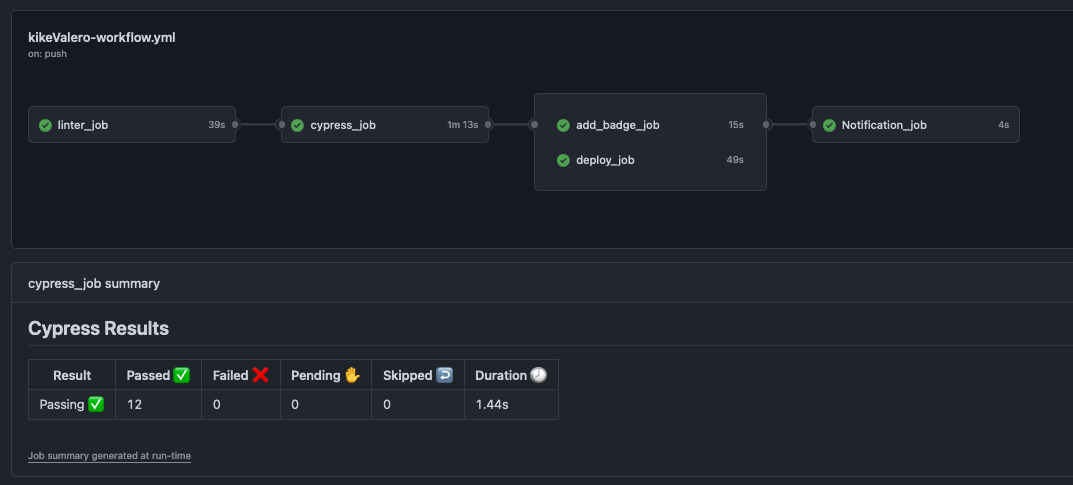 kikeValero-workflow.yml
on: push
linter_job 39s
cypress_job 1m 13s
add_badge_job 15s
deploy_job 49s
Notification_job 4s
cypress_job summary
Cypress Results
Result Passed ✅ Failed ❌ Pending ✋ Skipped ↩️ Duration 🕗
Passing ✅ 12 0 0 0 1.44s
Job summary generated at run-time